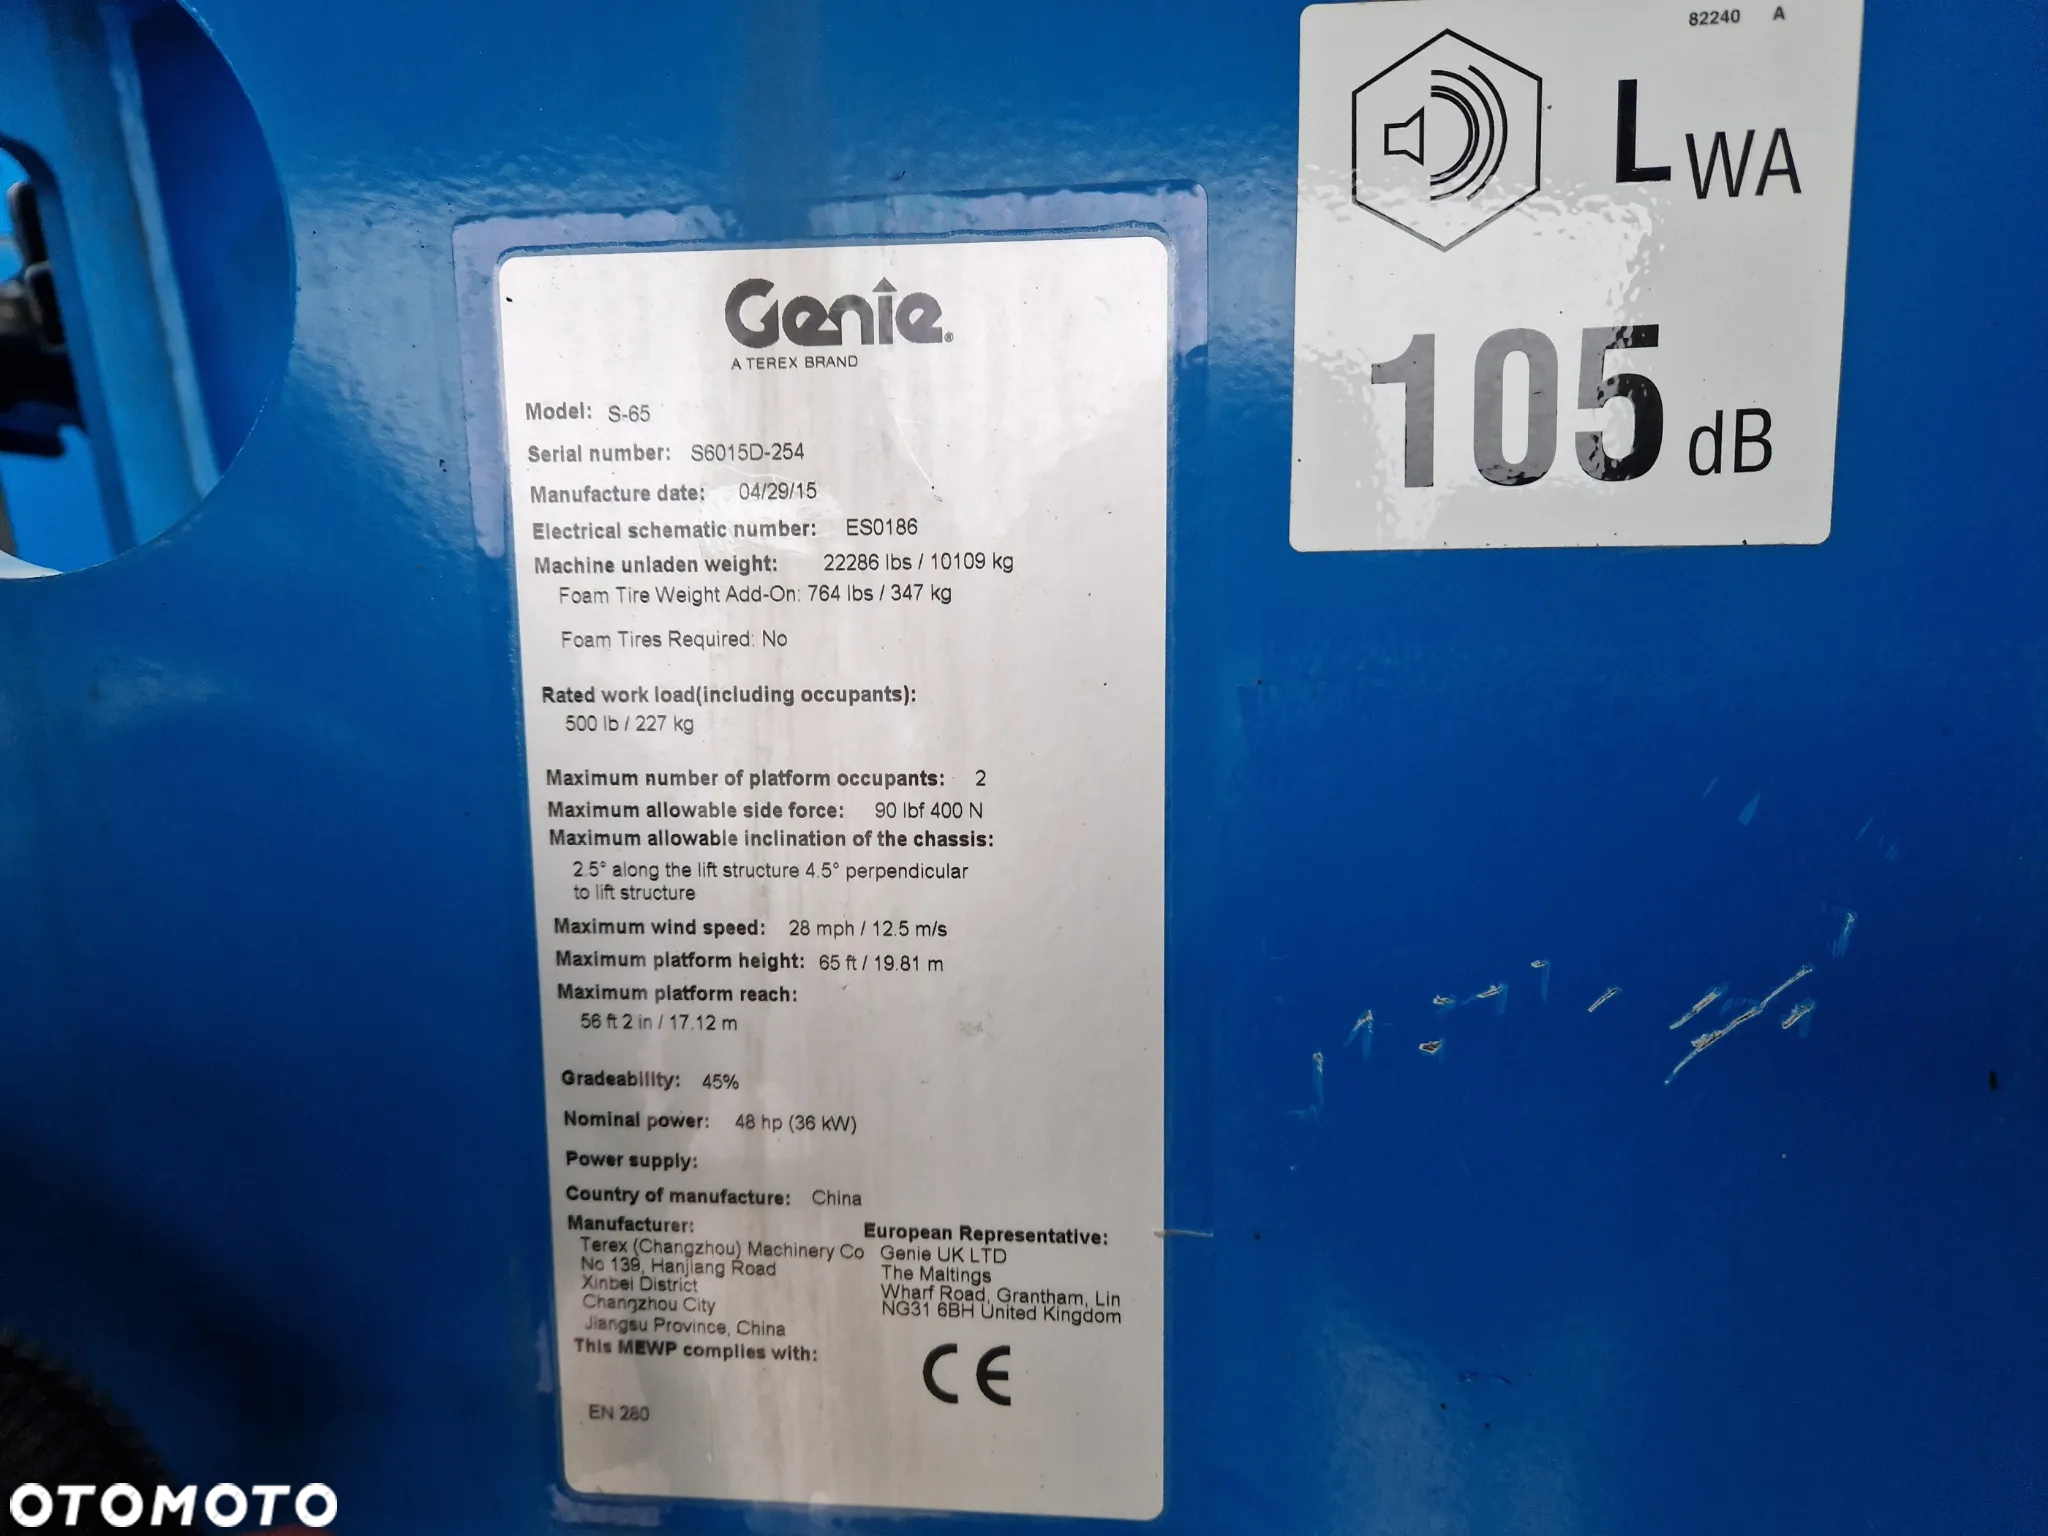 82240 A
LWA
105 dB
Genie®
A TEREX BRAND
Model: S-65
Serial number: S6015D-254
Manufacture date: 04/29/15
Electrical schematic number: ES0186
Machine unladen weight: 22286 lbs / 10109 kg
Foam Tire Weight Add-On: 764 lbs / 347 kg
Foam Tires Required: No
Rated work load(including occupants):
500 lb / 227 kg
Maximum number of platform occupants: 2
Maximum allowable side force: 90 lbf 400 N
Maximum allowable inclination of the chassis:
2.5° along the lift structure 4.5° perpendicular
to lift structure
Maximum wind speed: 28 mph / 12.5 m/s
Maximum platform height: 65 ft / 19.81 m
Maximum platform reach:
56 ft 2 in / 17.12 m
Gradeability: 45%
Nominal power: 48 hp (36 kW)
Power supply:
Country of manufacture: China
Manufacturer:
Terex (Changzhou) Machinery Co
No 139, Hanjiang Road
Xinbei District
Changzhou City
Jiangsu Province, China
European Representative:
Genie UK LTD
The Maltings
Wharf Road, Grantham, Lin
NG31 6BH United Kingdom
This MEWP complies with:
CE
EN 280
OTOMOTO